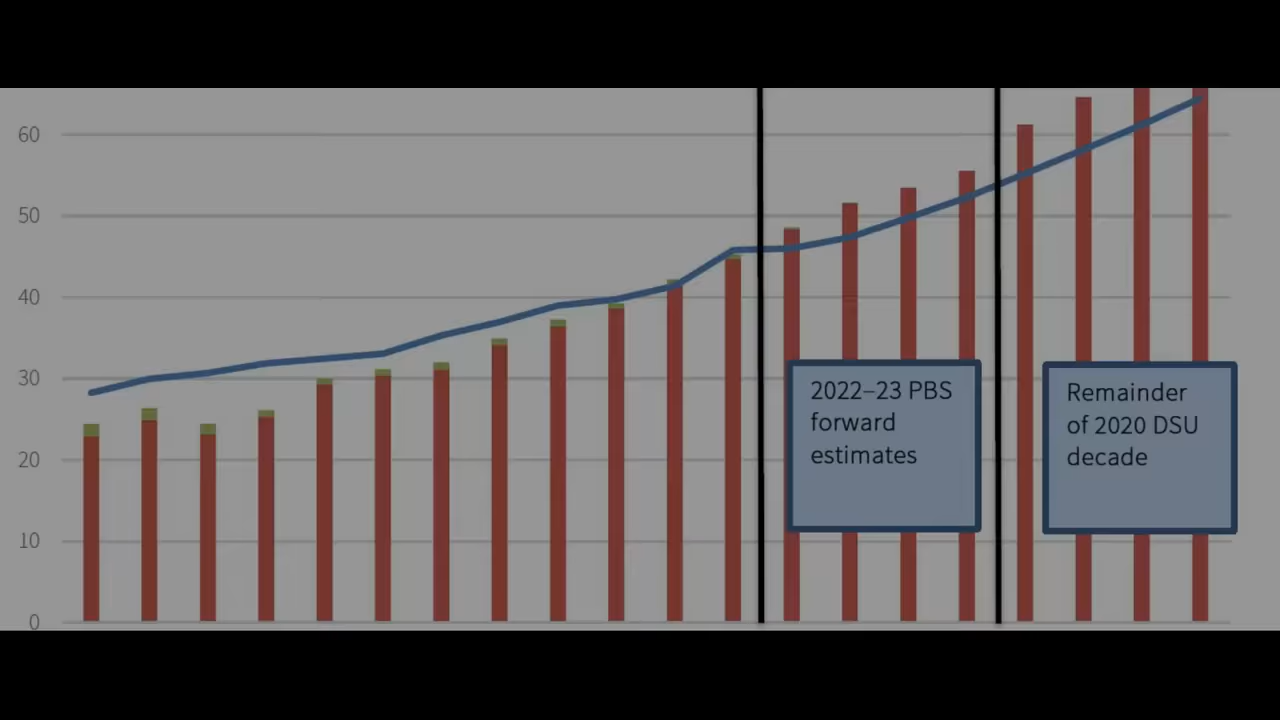 60
50
40
30
20
10
0
2022–23 PBS
forward
estimates
Remainder
of 2020 DSU
decade